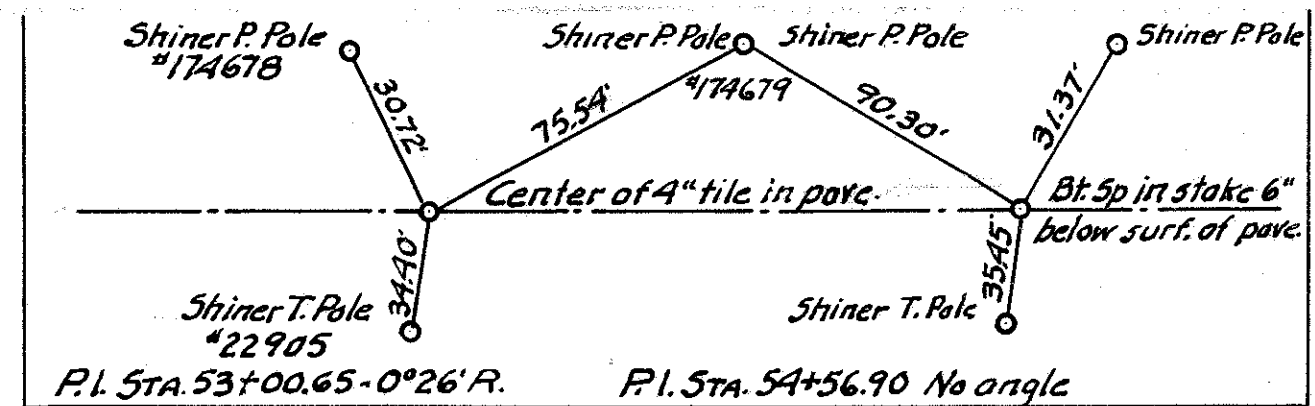 Shiner P. Pole
#174678
Shiner P. Pole
#174679
Shiner P. Pole
Shiner P. Pole
30.72'
75.54'
90.30'
31.37'
Center of 4" tile in pave.
Bt. Sp in stake 6"
below surf. of pave.
34.40'
35.45'
Shiner T. Pole
#22905
Shiner T. Pole
P.I. STA. 53+00.65-0°26' R.
P.I. STA. 54+56.90 No angle